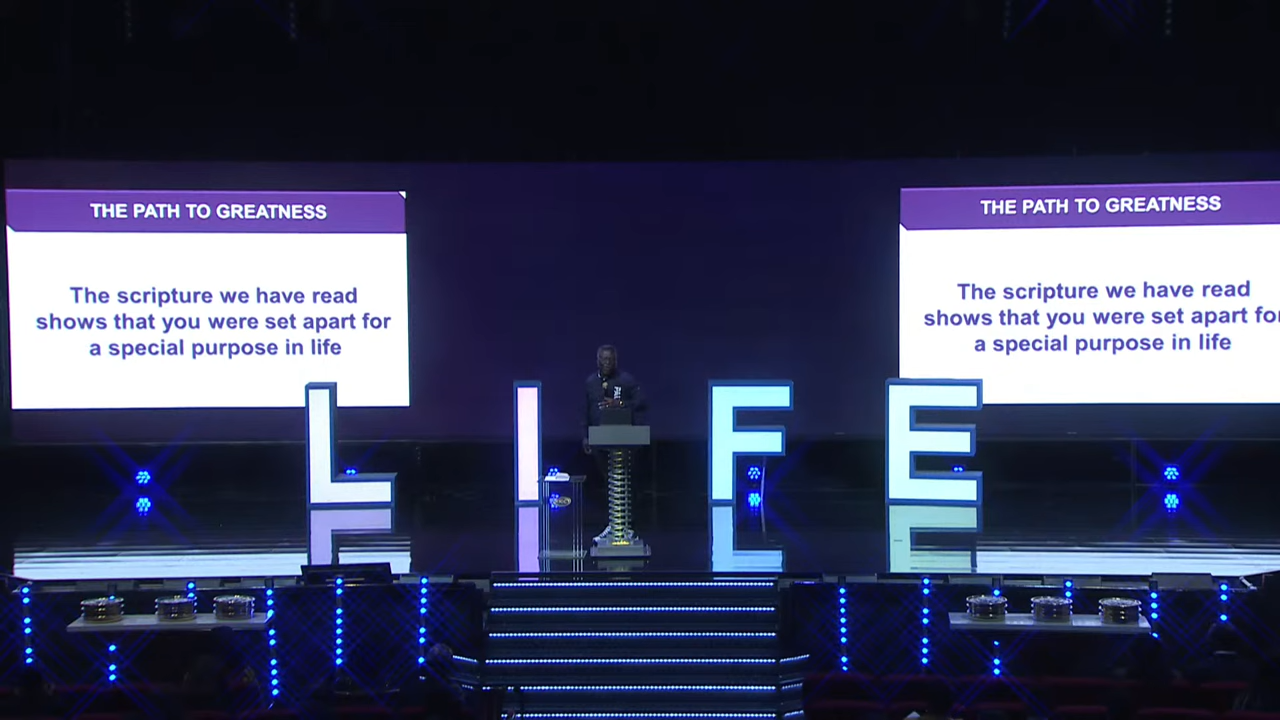 THE PATH TO GREATNESS
The scripture we have read
shows that you were set apart for
a special purpose in life
THE PATH TO GREATNESS
The scripture we have read
shows that you were set apart for
a special purpose in life
LIFE